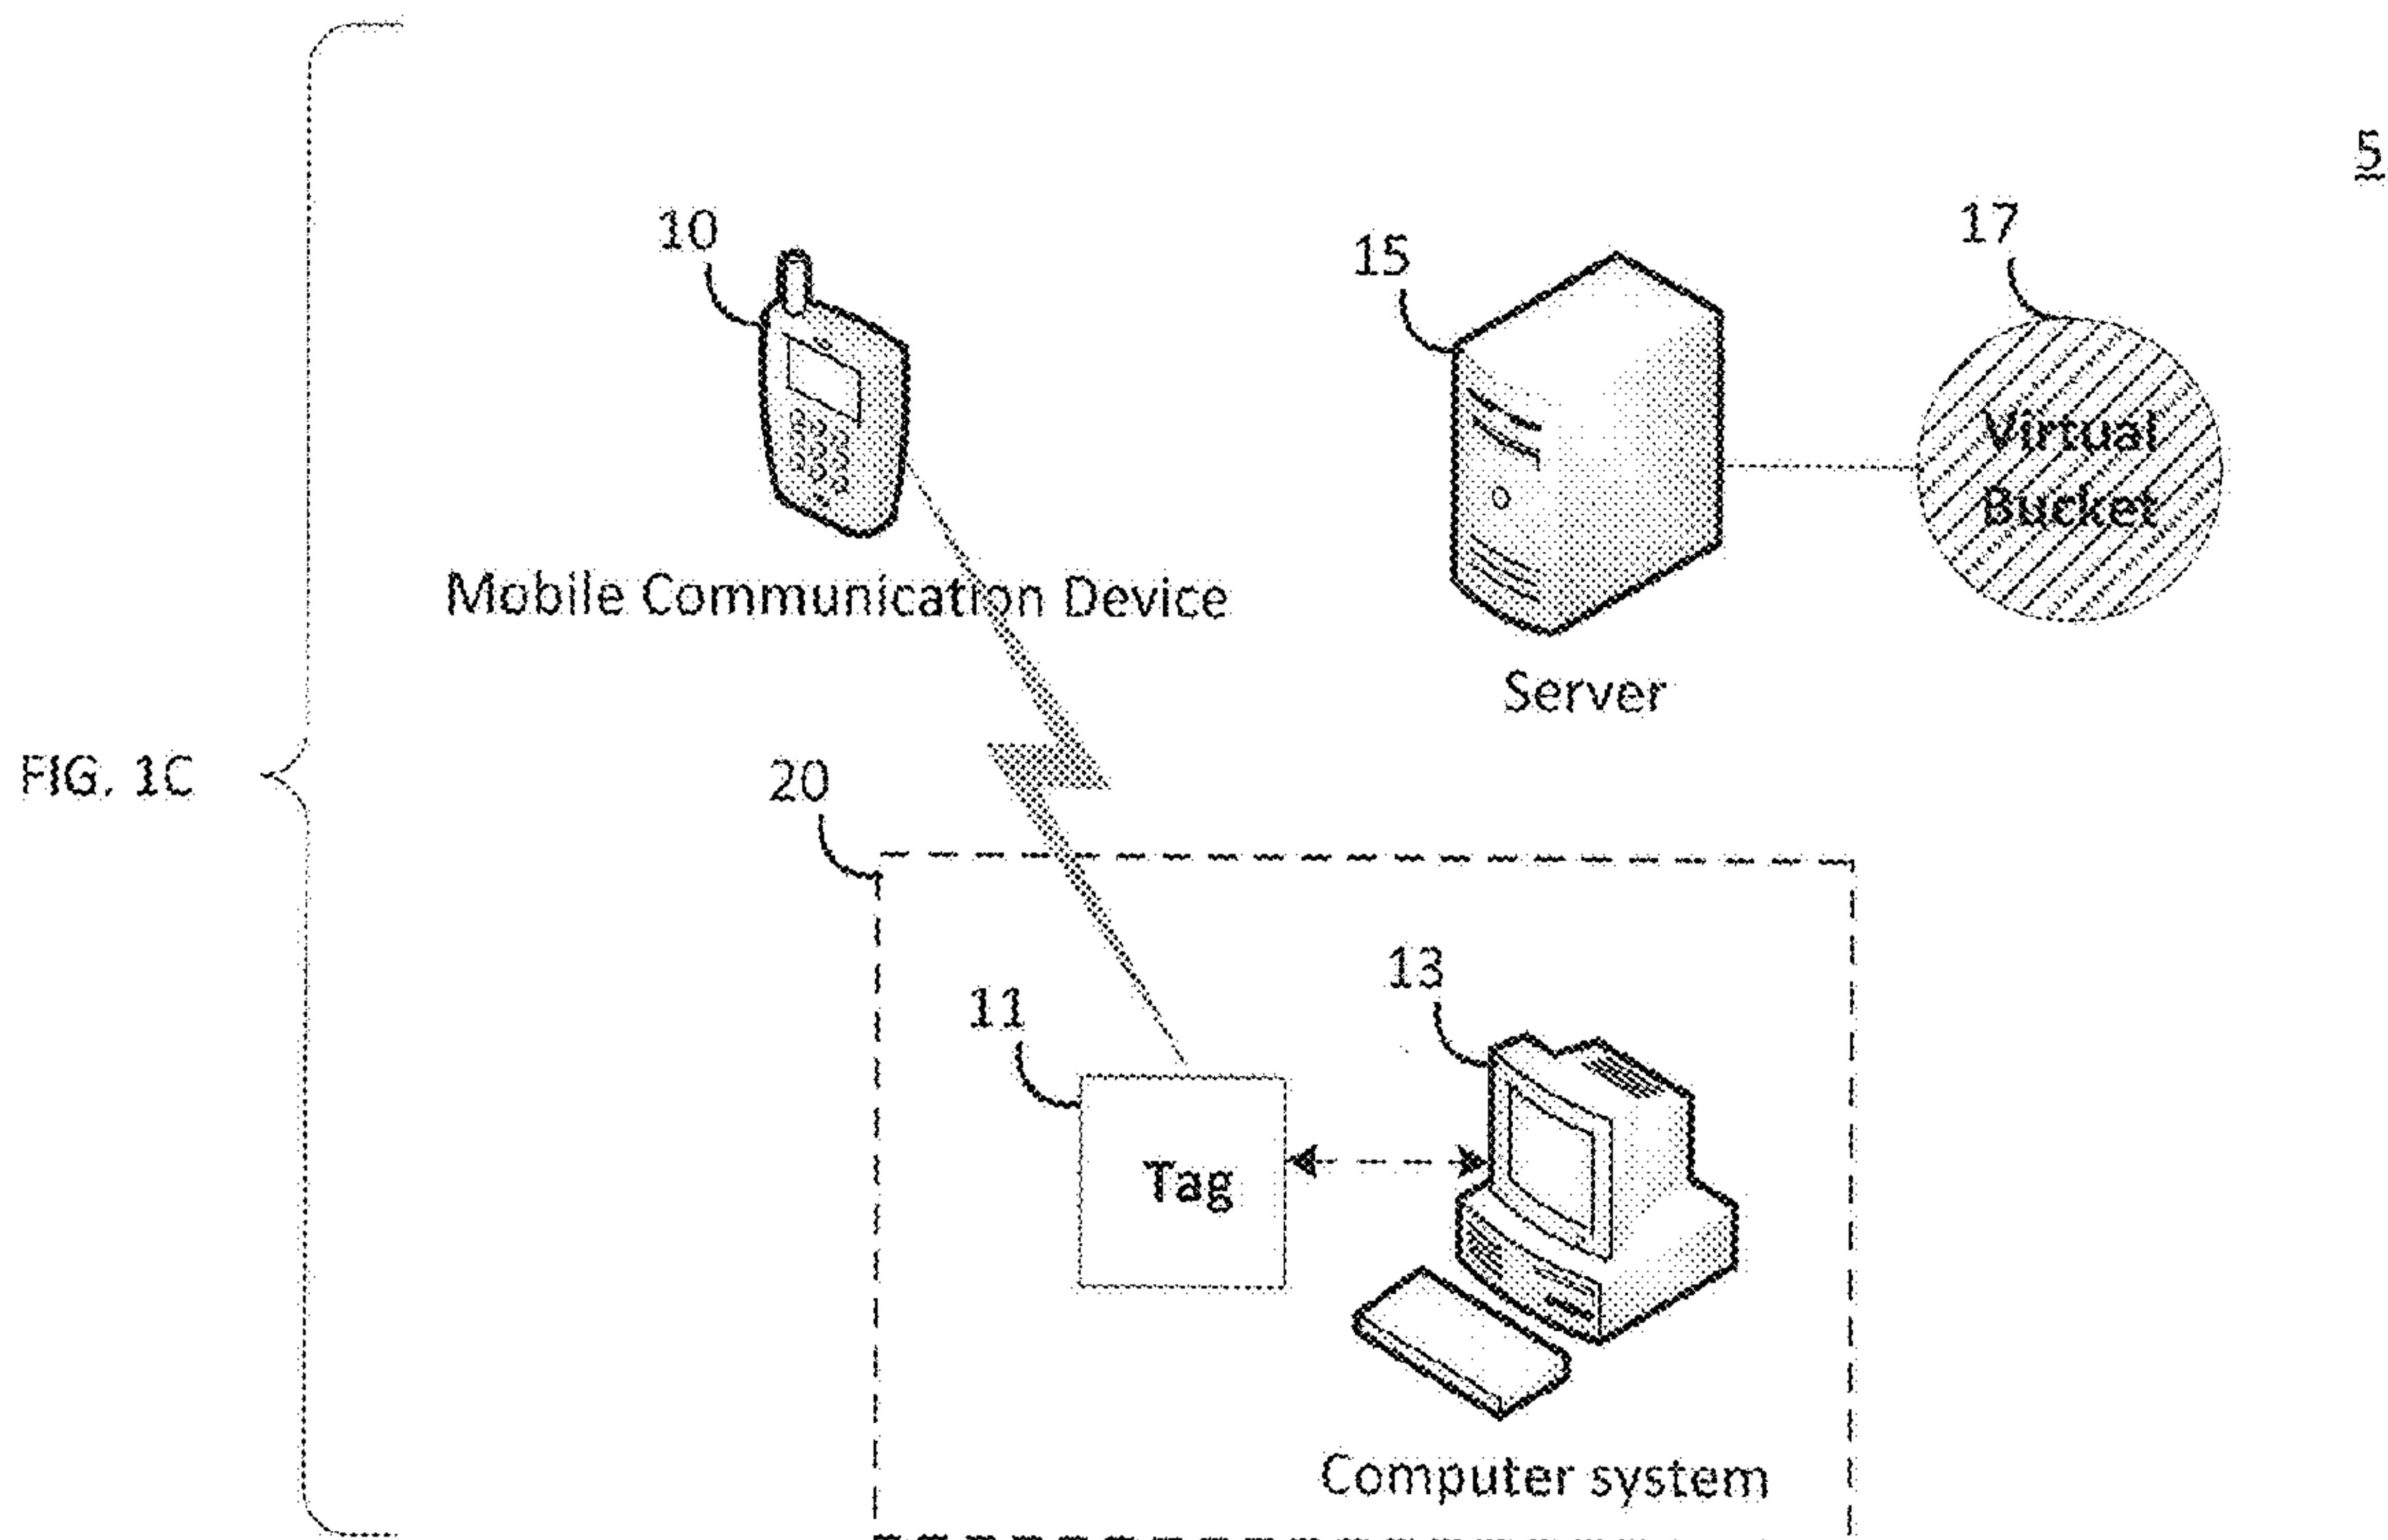 5
10
15
17
Virtual
Bucket
Mobile Communication Device
Server
FIG. 1C
20
13
11
Tag
Computer system